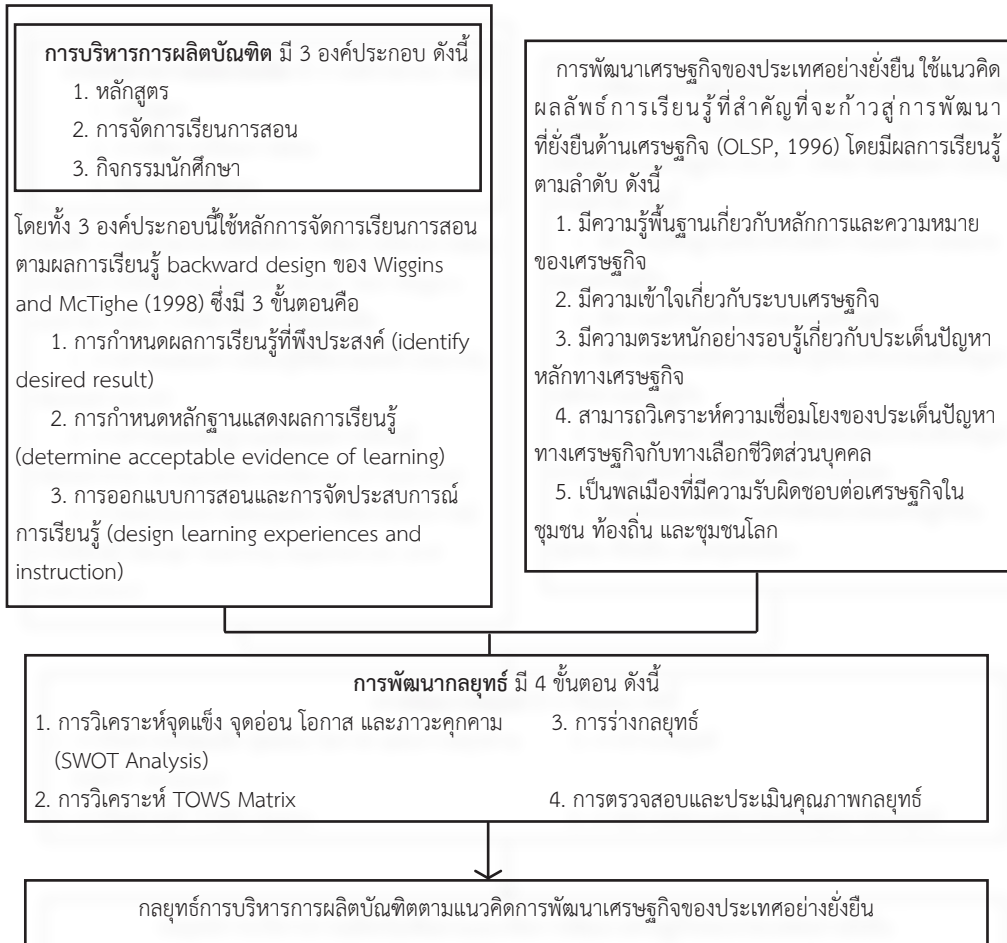 การบริหารการผลิตบัณฑิต มี 3 องค์ประกอบ ดังนี้
1. หลักสูตร
2. การจัดการเรียนการสอน
3. กิจกรรมนักศึกษา
โดยทั้ง 3 องค์ประกอบนี้ใช้หลักการจัดการเรียนการสอน
ตามผลการเรียนรู้ backward design ของ Wiggins
and McTighe (1998) ซึ่งมี 3 ขั้นตอนคือ
1. การกำหนดผลการเรียนรู้ที่พึงประสงค์ (identify
desired result)
2. การกำหนดหลักฐานแสดงผลการเรียนรู้
(determine acceptable evidence of learning)
3. การออกแบบการสอนและการจัดประสบการณ์
การเรียนรู้ (design learning experiences and
instruction)
การพัฒนาเศรษฐกิจของประเทศอย่างยั่งยืน ใช้แนวคิด
ผลลัพธ์การเรียนรู้ที่สำคัญที่จะก้าวสู่การพัฒนา
ที่ยั่งยืนด้านเศรษฐกิจ (OLSP, 1996) โดยมีผลการเรียนรู้
ตามลำดับ ดังนี้
1. มีความรู้พื้นฐานเกี่ยวกับหลักการและความหมาย
ของเศรษฐกิจ
2. มีความเข้าใจเกี่ยวกับระบบเศรษฐกิจ
3. มีความตระหนักอย่างรอบรู้เกี่ยวกับประเด็นปัญหา
หลักทางเศรษฐกิจ
4. สามารถวิเคราะห์ความเชื่อมโยงของประเด็นปัญหา
ทางเศรษฐกิจกับทางเลือกชีวิตส่วนบุคคล
5. เป็นพลเมืองที่มีความรับผิดชอบต่อเศรษฐกิจใน
ชุมชน ท้องถิ่น และชุมชนโลก
การพัฒนากลยุทธ์ มี 4 ขั้นตอน ดังนี้
1. การวิเคราะห์จุดแข็ง จุดอ่อน โอกาส และภาวะคุกคาม
(SWOT Analysis)
2. การวิเคราะห์ TOWS Matrix
3. การร่างกลยุทธ์
4. การตรวจสอบและประเมินคุณภาพกลยุทธ์
กลยุทธ์การบริหารการผลิตบัณฑิตตามแนวคิดการพัฒนาเศรษฐกิจของประเทศอย่างยั่งยืน